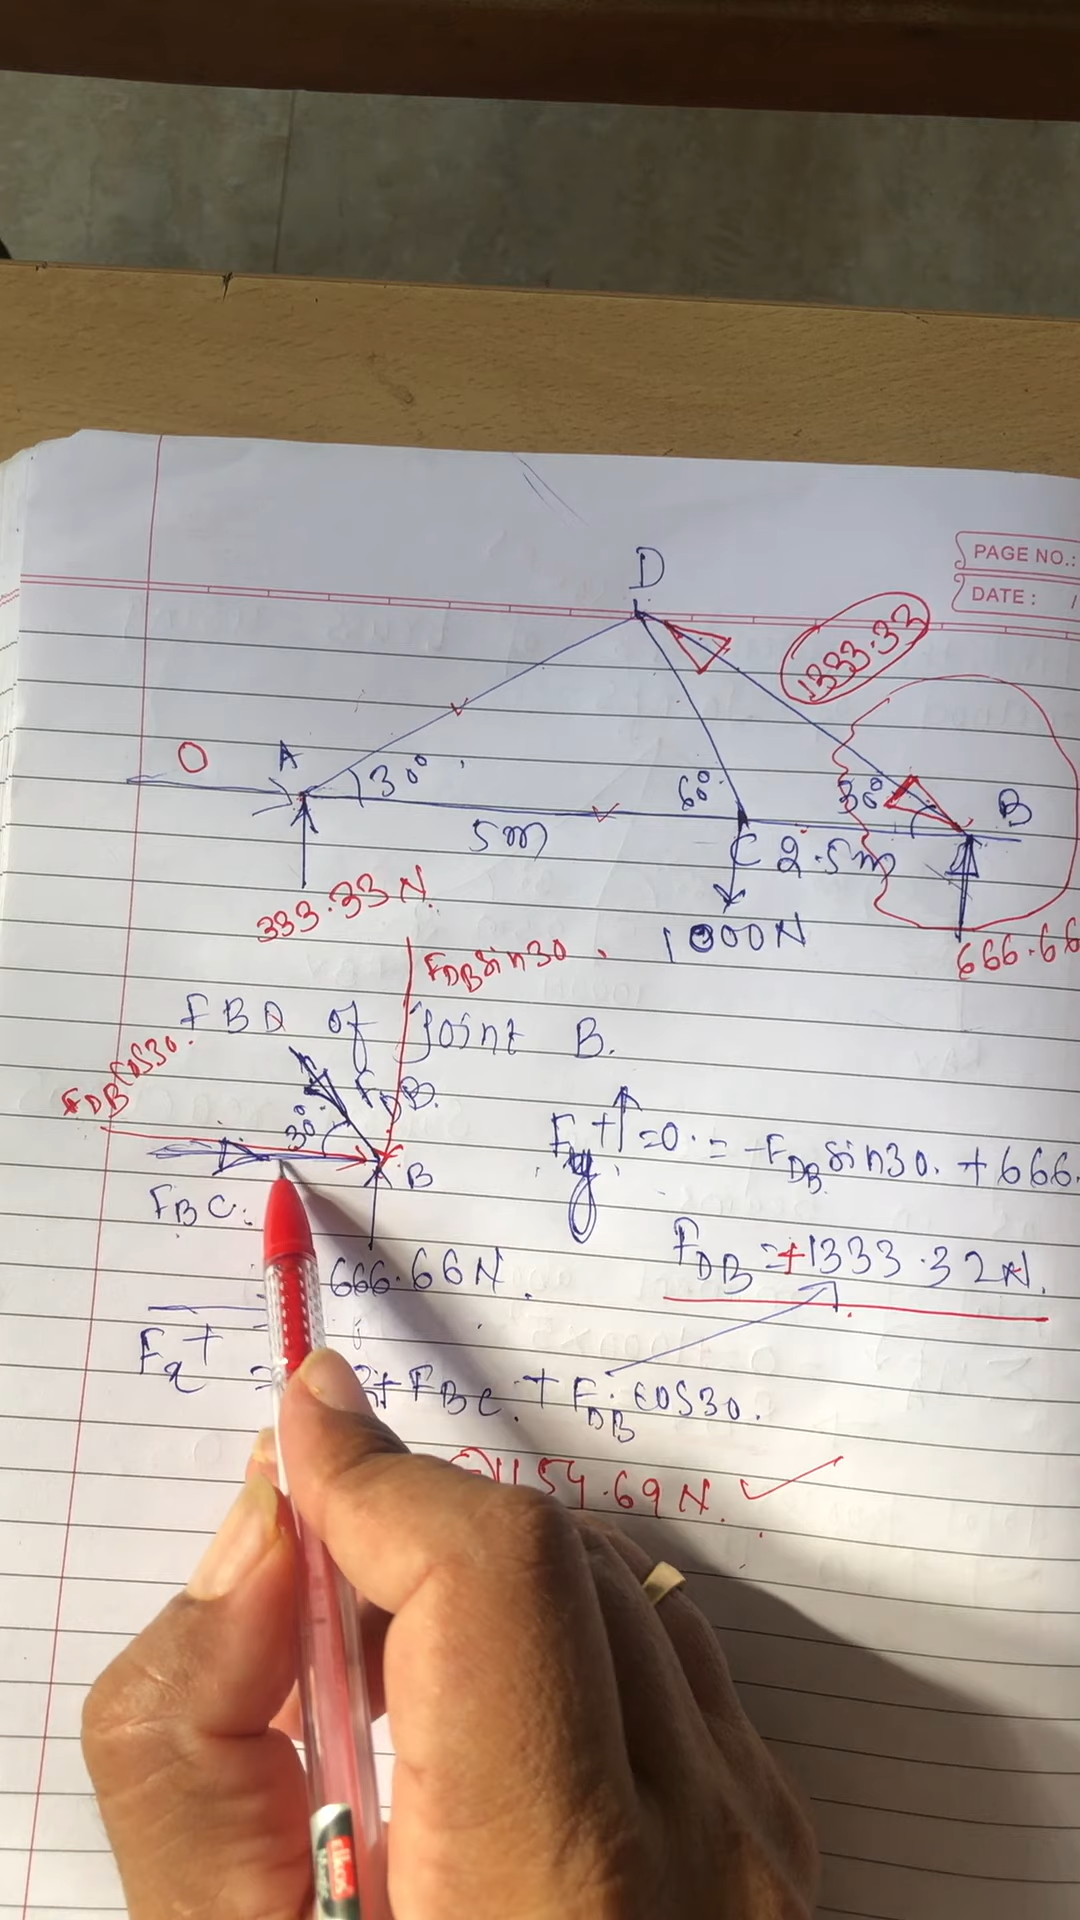 PAGE NO.:
DATE: /
D
1333.33
O
A
30°
60°
30°
B
5m
C
2.5m
333.33 N.
1000N
666.66
FDB sin30
FBD of Joint B.
FDB cos30.
FDB.
30°
B
FBC.
666.66N.
Fy + ↑ = 0 = -FDB sin30. + 666.
FDB = +1333.32N.
Fx + = + FBC. + FDB cos30.
1154.69 N. ✓
elkos